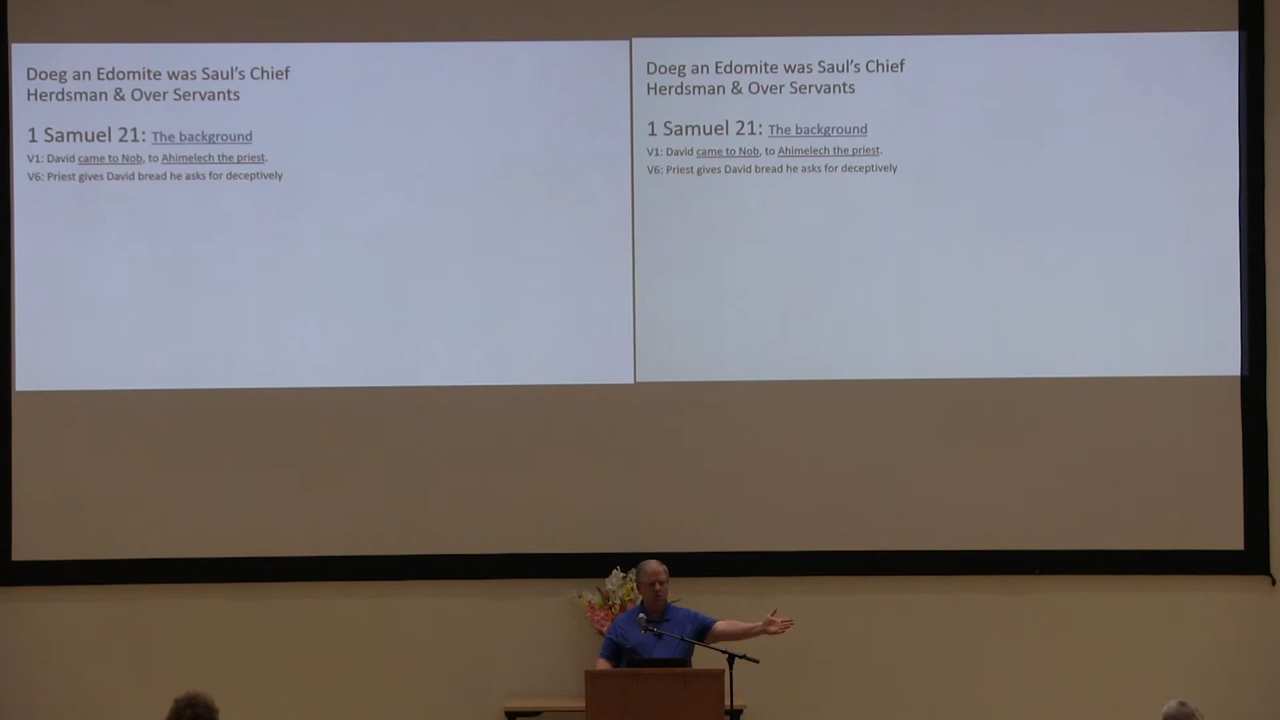 Doeg an Edomite was Saul's Chief
Herdsman & Over Servants
1 Samuel 21: The background
V1: David came to Nob, to Ahimelech the priest.
V6: Priest gives David bread he asks for deceptively
Doeg an Edomite was Saul's Chief
Herdsman & Over Servants
1 Samuel 21: The background
V1: David came to Nob, to Ahimelech the priest.
V6: Priest gives David bread he asks for deceptively